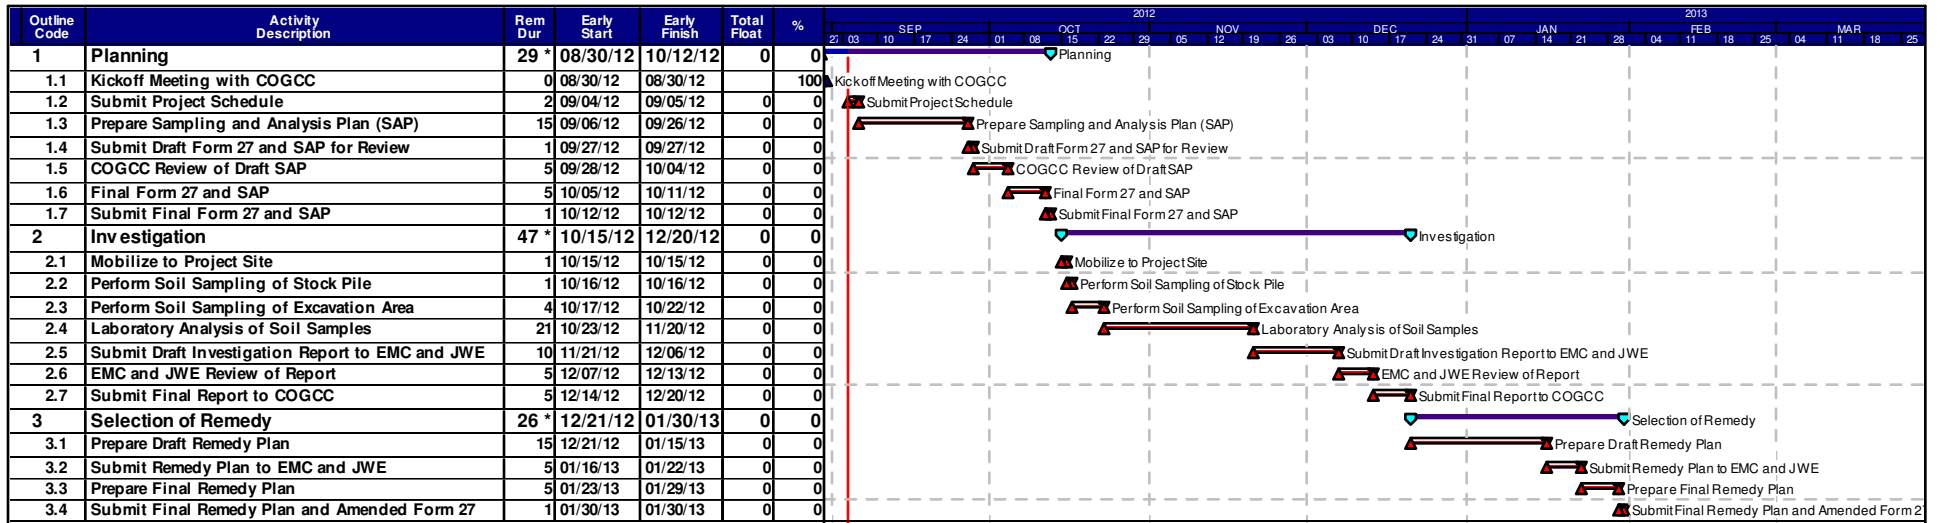 2012 2013
Outline Code Activity Description Rem Dur Early Start Early Finish Total Float %
SEP OCT NOV DEC JAN FEB MAR
27 03 10 17 24 01 08 15 22 29 05 12 19 26 03 10 17 24 31 07 14 21 28 04 11 18 25 04 11 18 25
1 Planning 29 * 08/30/12 10/12/12 0 0 Planning
1.1 Kickoff Meeting with COGCC 0 08/30/12 08/30/12 100 Kickoff Meeting with COGCC
1.2 Submit Project Schedule 2 09/04/12 09/05/12 0 0 Submit Project Schedule
1.3 Prepare Sampling and Analysis Plan (SAP) 15 09/06/12 09/26/12 0 0 Prepare Sampling and Analysis Plan (SAP)
1.4 Submit Draft Form 27 and SAP for Review 1 09/27/12 09/27/12 0 0 Submit Draft Form 27 and SAP for Review
1.5 COGCC Review of Draft SAP 5 09/28/12 10/04/12 0 0 COGCC Review of Draft SAP
1.6 Final Form 27 and SAP 5 10/05/12 10/11/12 0 0 Final Form 27 and SAP
1.7 Submit Final Form 27 and SAP 1 10/12/12 10/12/12 0 0 Submit Final Form 27 and SAP
2 Investigation 47 * 10/15/12 12/20/12 0 0 Investigation
2.1 Mobilize to Project Site 1 10/15/12 10/15/12 0 0 Mobilize to Project Site
2.2 Perform Soil Sampling of Stock Pile 1 10/16/12 10/16/12 0 0 Perform Soil Sampling of Stock Pile
2.3 Perform Soil Sampling of Excavation Area 4 10/17/12 10/22/12 0 0 Perform Soil Sampling of Excavation Area
2.4 Laboratory Analysis of Soil Samples 21 10/23/12 11/20/12 0 0 Laboratory Analysis of Soil Samples
2.5 Submit Draft Investigation Report to EMC and JWE 10 11/21/12 12/06/12 0 0 Submit Draft Investigation Report to EMC and JWE
2.6 EMC and JWE Review of Report 5 12/07/12 12/13/12 0 0 EMC and JWE Review of Report
2.7 Submit Final Report to COGCC 5 12/14/12 12/20/12 0 0 Submit Final Report to COGCC
3 Selection of Remedy 26 * 12/21/12 01/30/13 0 0 Selection of Remedy
3.1 Prepare Draft Remedy Plan 15 12/21/12 01/15/13 0 0 Prepare Draft Remedy Plan
3.2 Submit Remedy Plan to EMC and JWE 5 01/16/13 01/22/13 0 0 Submit Remedy Plan to EMC and JWE
3.3 Prepare Final Remedy Plan 5 01/23/13 01/29/13 0 0 Prepare Final Remedy Plan
3.4 Submit Final Remedy Plan and Amended Form 27 1 01/30/13 01/30/13 0 0 Submit Final Remedy Plan and Amended Form 2